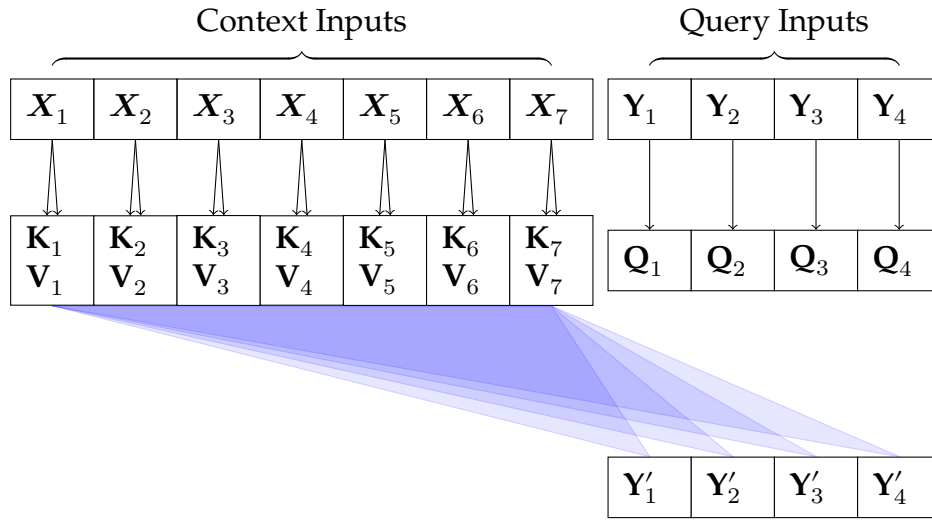 Context Inputs Query Inputs
X₁ X₂ X₃ X₄ X₅ X₆ X₇ Y₁ Y₂ Y₃ Y₄
K₁ K₂ K₃ K₄ K₅ K₆ K₇
V₁ V₂ V₃ V₄ V₅ V₆ V₇
Q₁ Q₂ Q₃ Q₄
Y′₁ Y′₂ Y′₃ Y′₄